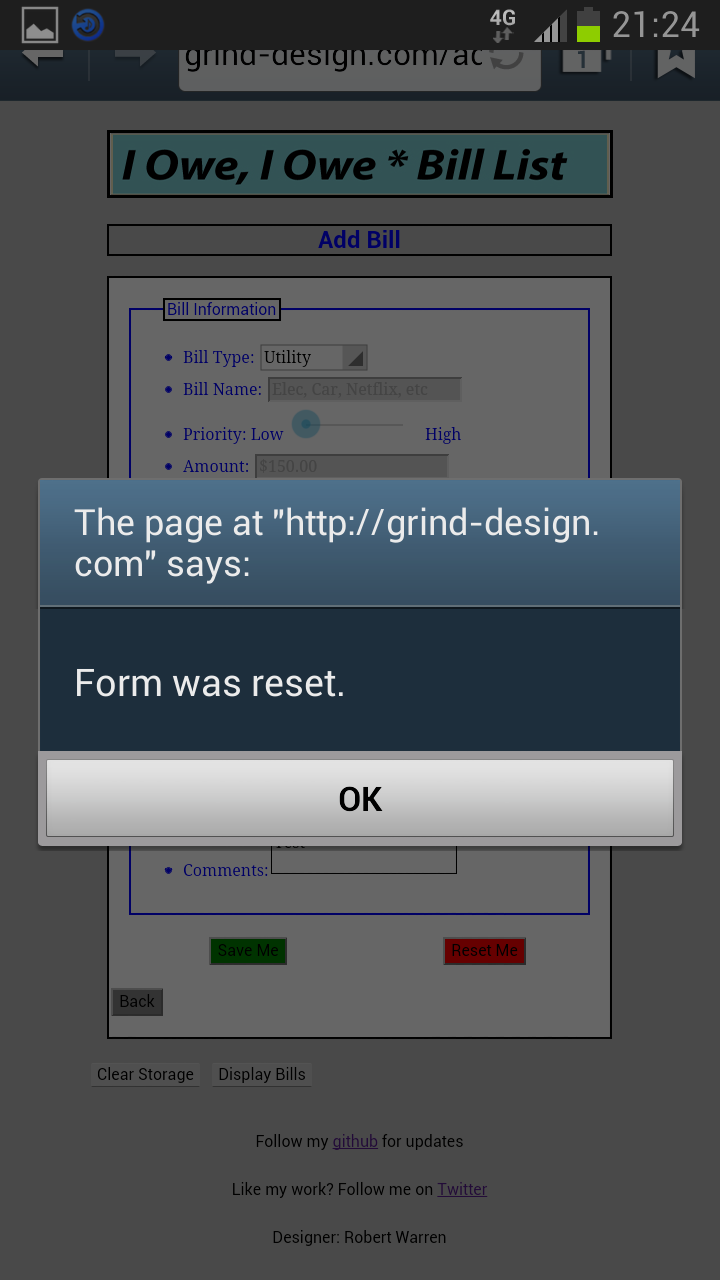 4G 21:24
grind-design.com/ac
1
I Owe, I Owe * Bill List
Add Bill
Bill Information
Bill Type: Utility
Bill Name: Elec, Car, Netflix, etc
Priority: Low High
Amount: $150.00
The page at "http://grind-design.
com" says:
Form was reset.
OK
Comments:
Save Me Reset Me
Back
Clear Storage Display Bills
Follow my github for updates
Like my work? Follow me on Twitter
Designer: Robert Warren